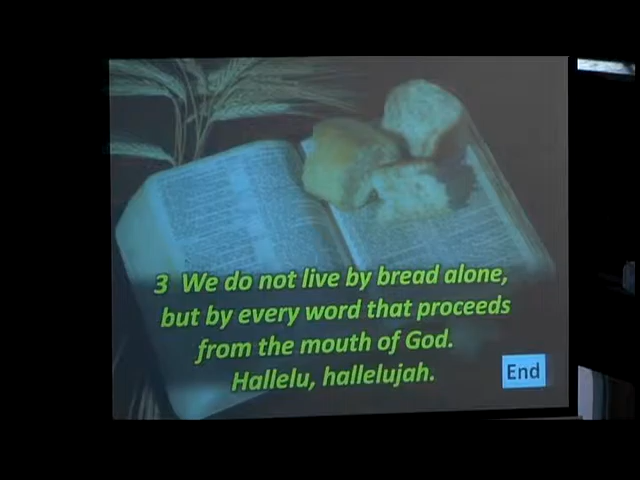 3 We do not live by bread alone,
but by every word that proceeds
from the mouth of God.
Hallelu, hallelujah.
End